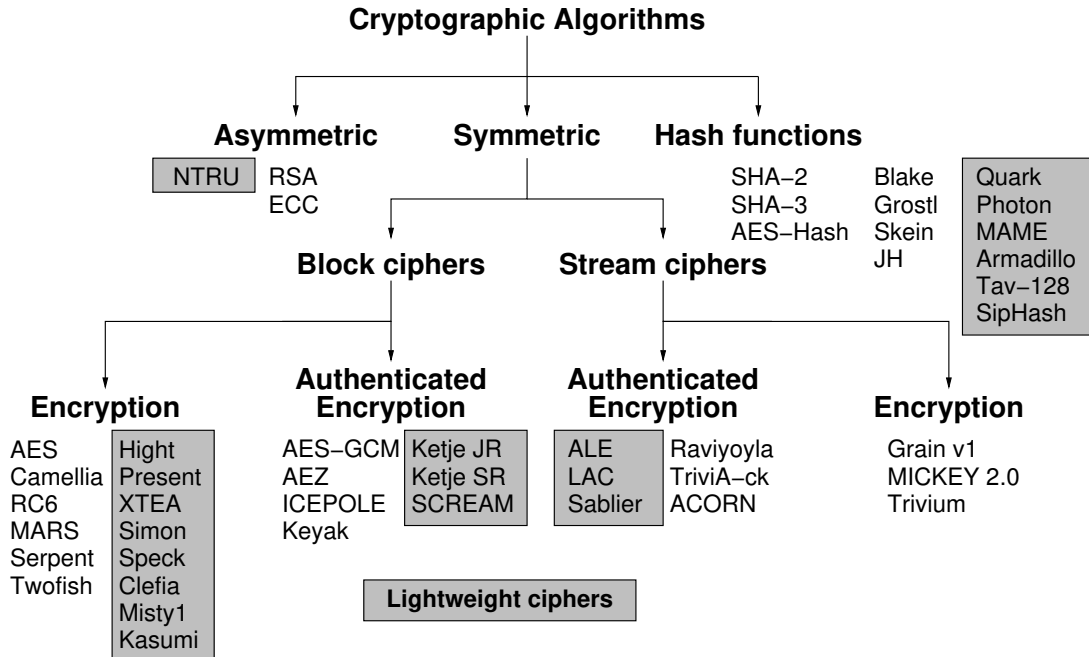 Cryptographic Algorithms
Asymmetric Symmetric Hash functions
NTRU RSA SHA−2 Blake Quark
ECC SHA−3 Grostl Photon
AES−Hash Skein MAME
JH Armadillo
Tav−128
SipHash
Block ciphers Stream ciphers
Encryption
Authenticated
Encryption
Authenticated
Encryption
Encryption
AES Hight
Camellia Present
RC6 XTEA
MARS Simon
Serpent Speck
Twofish Clefia
Misty1
Kasumi
AES−GCM Ketje JR
AEZ Ketje SR
ICEPOLE SCREAM
Keyak
ALE Raviyoyla
LAC TriviA−ck
Sablier ACORN
Grain v1
MICKEY 2.0
Trivium
Lightweight ciphers